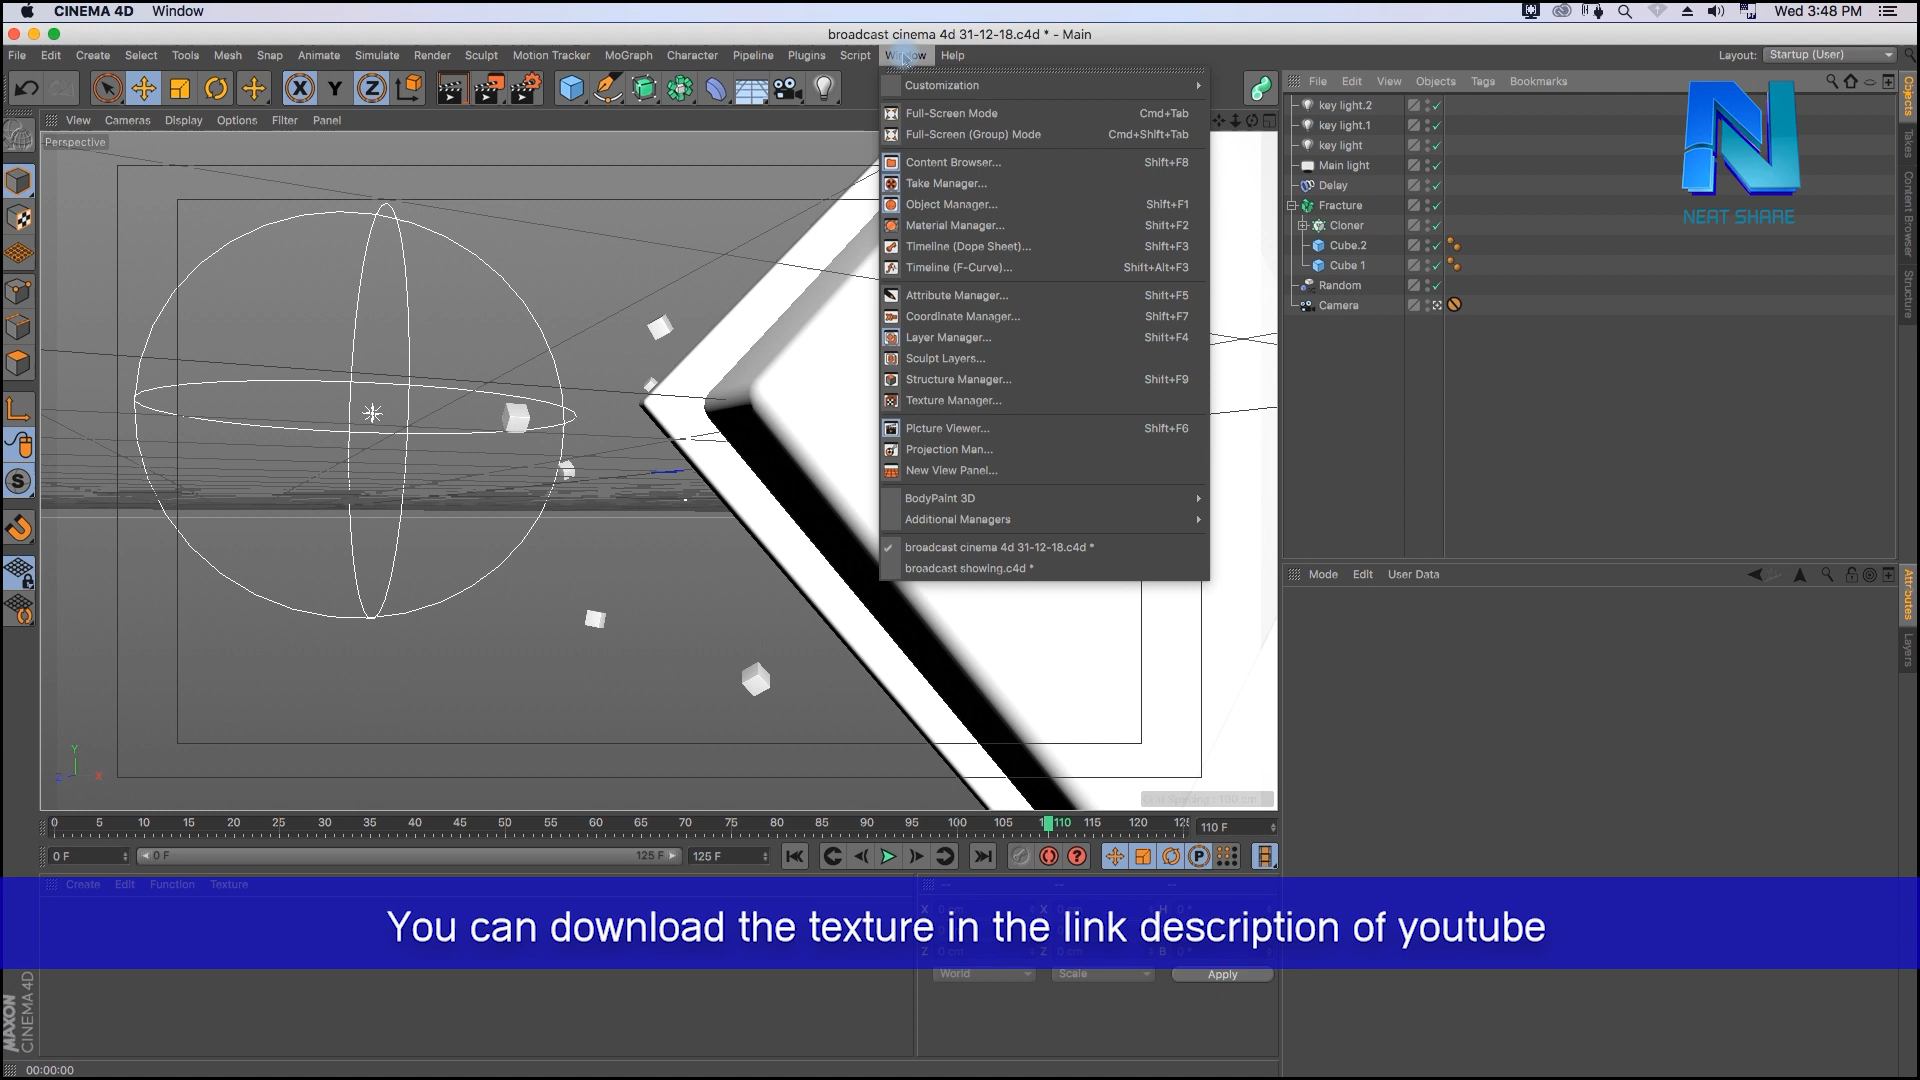 CINEMA 4D Window Wed 3:48 PM
broadcast cinema 4d 31-12-18.c4d * - Main
File Edit Create Select Tools Mesh Snap Animate Simulate Render Sculpt Motion Tracker MoGraph Character Pipeline Plugins Script Window Help Layout: Startup (User)
X Y Z
View Cameras Display Options Filter Panel
Perspective
Customization
Full-Screen Mode Cmd+Tab
Full-Screen (Group) Mode Cmd+Shift+Tab
Content Browser... Shift+F8
Take Manager...
Object Manager... Shift+F1
Material Manager... Shift+F2
Timeline (Dope Sheet)... Shift+F3
Timeline (F-Curve)... Shift+Alt+F3
Attribute Manager... Shift+F5
Coordinate Manager... Shift+F7
Layer Manager... Shift+F4
Sculpt Layers...
Structure Manager... Shift+F9
Texture Manager...
Picture Viewer... Shift+F6
Projection Man...
New View Panel...
BodyPaint 3D
Additional Managers
broadcast cinema 4d 31-12-18.c4d *
broadcast showing.c4d *
File Edit View Objects Tags Bookmarks
key light.2
key light.1
key light
Main light
Delay
Fracture
Cloner
Cube.2
Cube 1
Random
Camera
NEAT SHARE
Objects
Takes
Content Browser
Structure
Mode Edit User Data
Attributes
Layers
Y
Z X
0 5 10 15 20 25 30 35 40 45 50 55 60 65 70 75 80 85 90 95 100 105 110 115 120 110 F
0 F 0 F 125 F 125 F
Create Edit Function Texture
You can download the texture in the link description of youtube
World Scale Apply
MAXON
CINEMA 4D
00:00:00